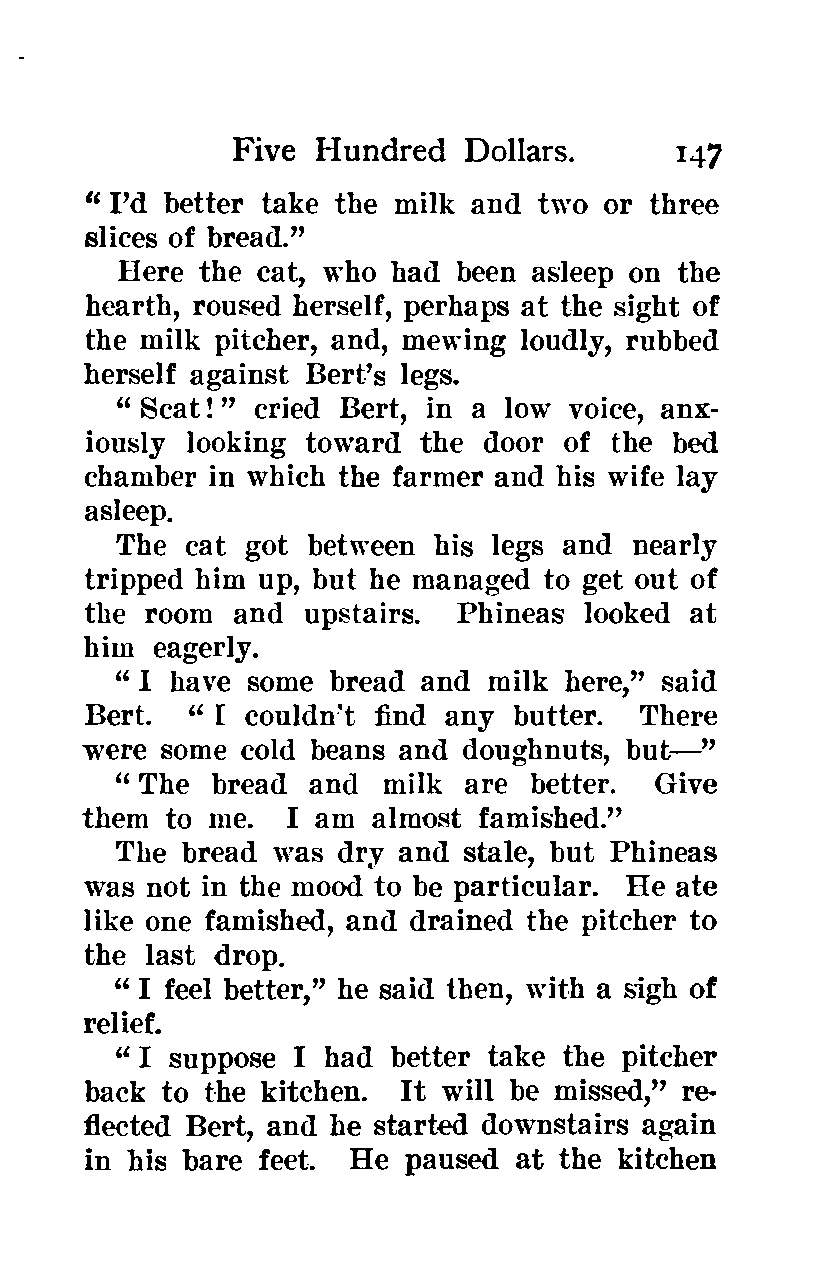 Five Hundred Dollars. 147
“ I’d better take the milk and two or three
slices of bread.”
Here the cat, who had been asleep on the
hearth, roused herself, perhaps at the sight of
the milk pitcher, and, mewing loudly, rubbed
herself against Bert’s legs.
“ Scat! ” cried Bert, in a low voice, anx-
iously looking toward the door of the bed
chamber in which the farmer and his wife lay
asleep.
The cat got between his legs and nearly
tripped him up, but he managed to get out of
the room and upstairs. Phineas looked at
him eagerly.
“ I have some bread and milk here,” said
Bert. “ I couldn’t find any butter. There
were some cold beans and doughnuts, but—”
“ The bread and milk are better. Give
them to me. I am almost famished.”
The bread was dry and stale, but Phineas
was not in the mood to be particular. He ate
like one famished, and drained the pitcher to
the last drop.
“ I feel better,” he said then, with a sigh of
relief.
“ I suppose I had better take the pitcher
back to the kitchen. It will be missed,” re-
flected Bert, and he started downstairs again
in his bare feet. He paused at the kitchen